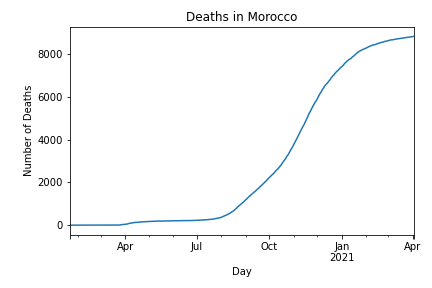 Deaths in Morocco
Number of Deaths
8000
6000
4000
2000
0
Apr Jul Oct Jan Apr
2021
Day